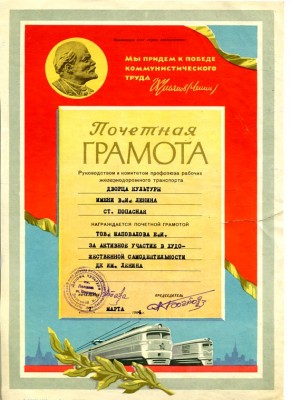 МЫ ПРИДЕМ К ПОБЕДЕ
КОММУНИСТИЧЕСКОГО
ТРУДА
Почетная
ГРАМОТА
Руководством и комитетом профсоюза рабочих
железнодорожного транспорта
ДВОРЦА КУЛЬТУРЫ
ИМЕНИ В.И. ЛЕНИНА
СТ. ПОПАСНАЯ
НАГРАЖДАЕТСЯ ПОЧЕТНОЙ ГРАМОТОЙ
ТОВ.
ЗА АКТИВНОЕ УЧАСТИЕ В ХУДО-
ЖЕСТВЕННОЙ САМОДЕЯТЕЛЬНОСТИ
ДК ИМ. ЛЕНИНА
ПРЕДСЕДАТЕЛЬ
МАРТА